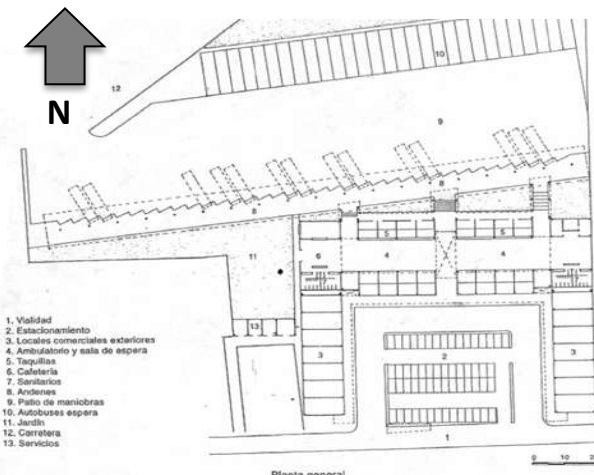 N
12
10
9
8
8
5
5
6
4
4
7
7
11
13
3
2
3
1
1. Vialidad
2. Estacionamiento
3. Locales comerciales exteriores
4. Ambulatorio y sala de espera
5. Taquillas
6. Cafetería
7. Sanitarios
8. Andenes
9. Patio de maniobras
10. Autobuses espera
11. Jardín
12. Carretera
13. Servicios
0 10
Planta general